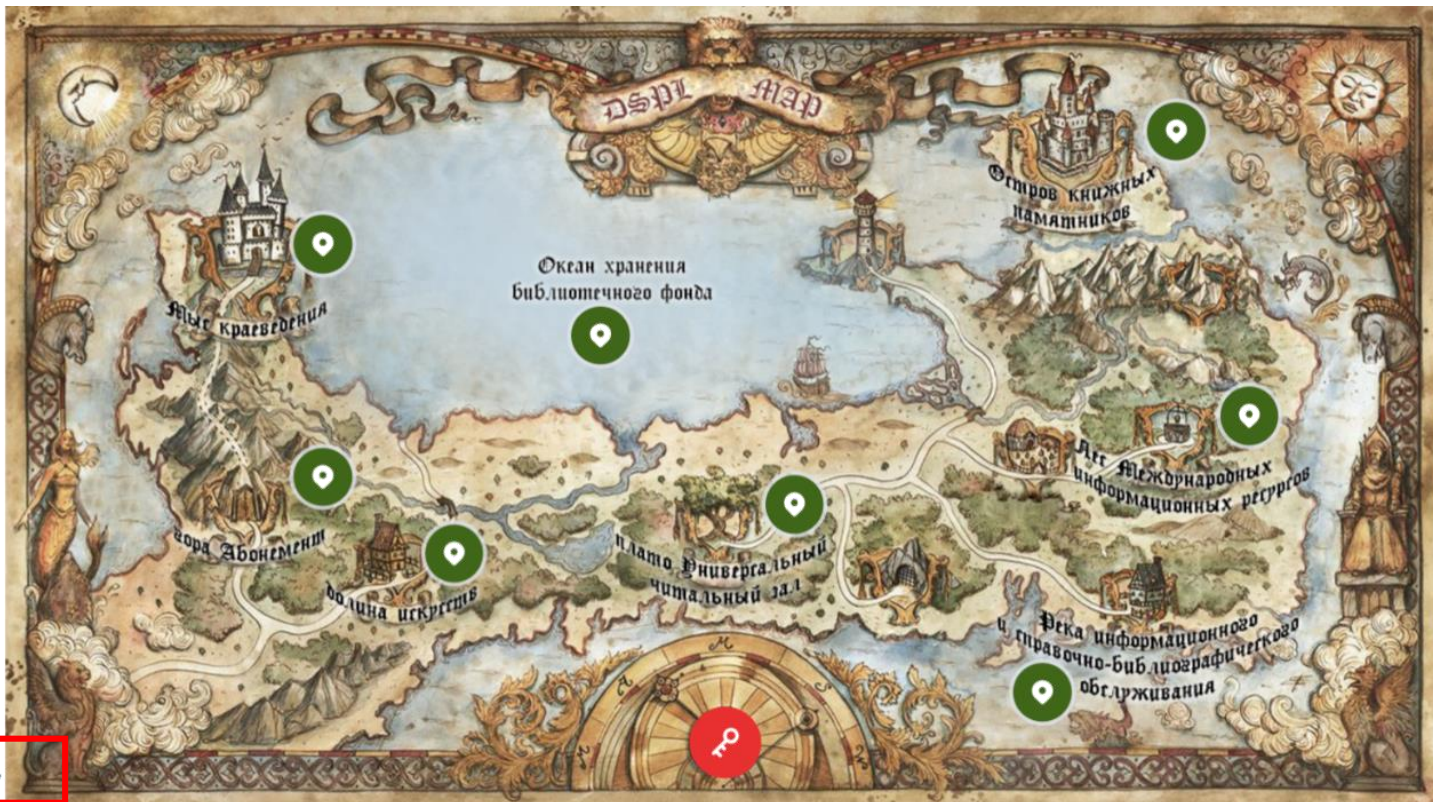 DSPL MAP
Остров книжных
памятников
Океан хранения
библиотечного фонда
Мыс краеведения
Лес Международных
информационных ресурсов
гора Абонемент
плато Универсальный
читальный зал
долина искусств
Река информационного
и справочно-библиографического
обслуживания